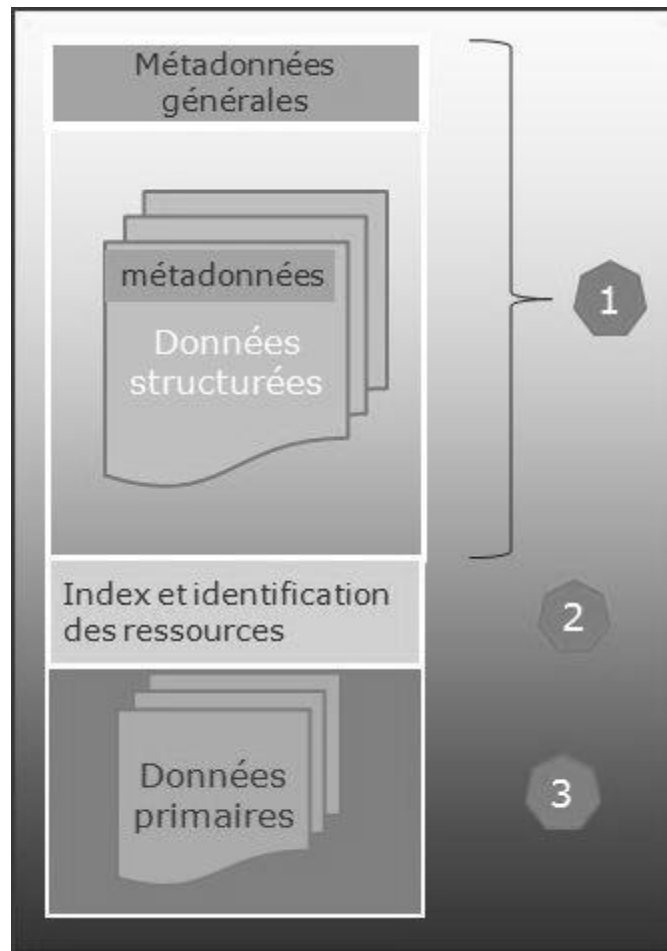 Métadonnées
générales
métadonnées
Données
structurées
1
Index et identification
des ressources
2
Données
primaires
3